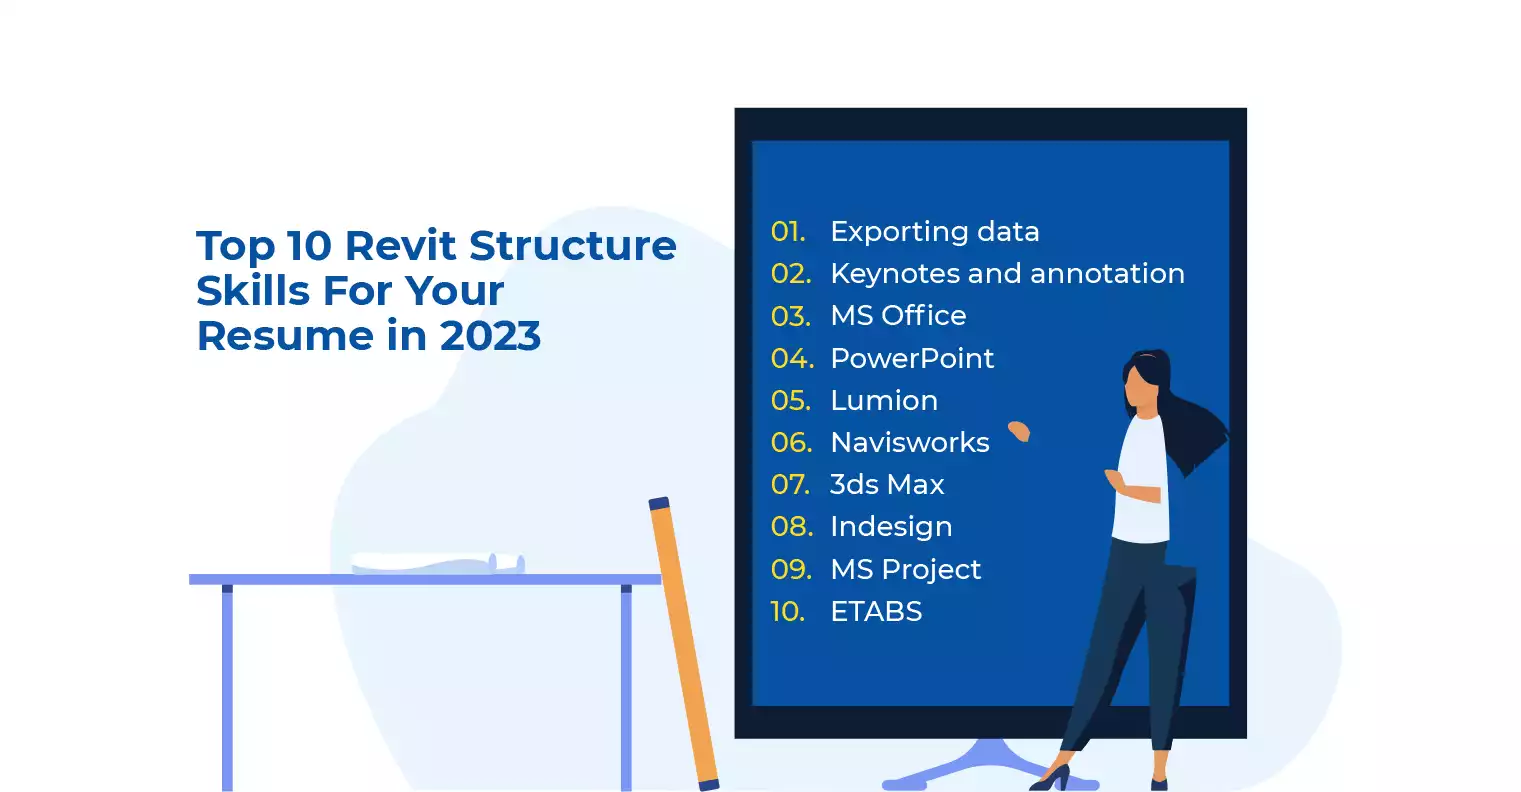 Top 10 Revit Structure
Skills For Your
Resume in 2023
01. Exporting data
02. Keynotes and annotation
03. MS Office
04. PowerPoint
05. Lumion
06. Navisworks
07. 3ds Max
08. Indesign
09. MS Project
10. ETABS